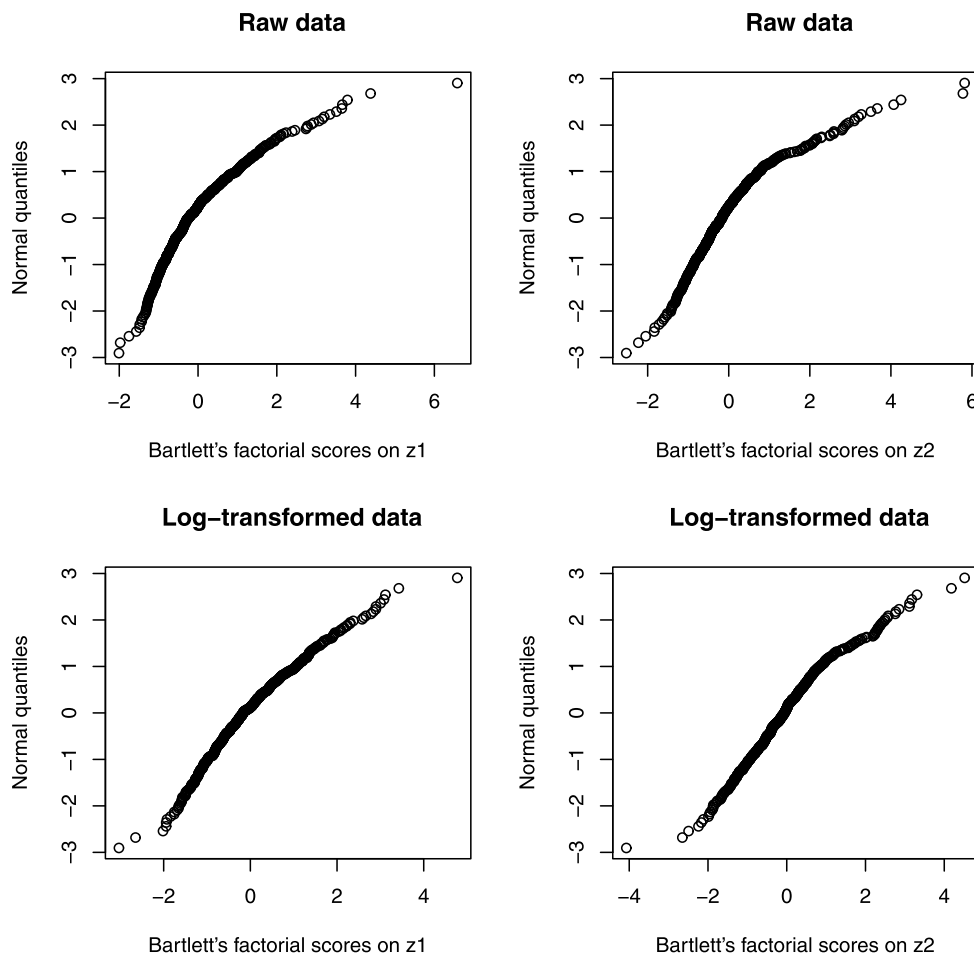 Raw data
Normal quantiles
3
2
1
0
−1
−2
−3
−2 0 2 4 6
Bartlett’s factorial scores on z1
Raw data
Normal quantiles
3
2
1
0
−1
−2
−3
−2 0 2 4 6
Bartlett’s factorial scores on z2
Log−transformed data
Normal quantiles
3
2
1
0
−1
−2
−3
−2 0 2 4
Bartlett’s factorial scores on z1
Log−transformed data
Normal quantiles
3
2
1
0
−1
−2
−3
−4 −2 0 2 4
Bartlett’s factorial scores on z2